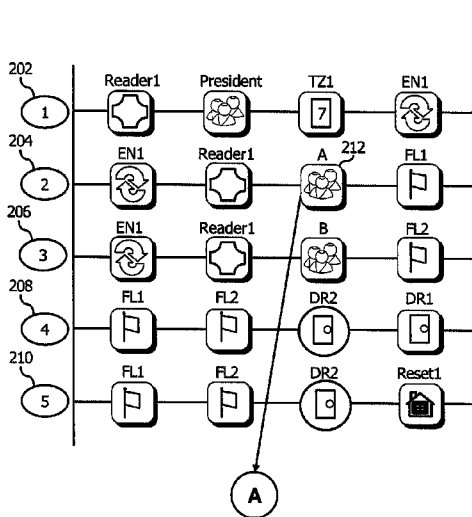 202
Reader1 President TZ1 EN1
1 7
204
EN1 Reader1 A 212 FL1
2
206
EN1 Reader1 B FL2
3
208
FL1 FL2 DR2 DR1
4
210
FL1 FL2 DR2 Reset1
5
A